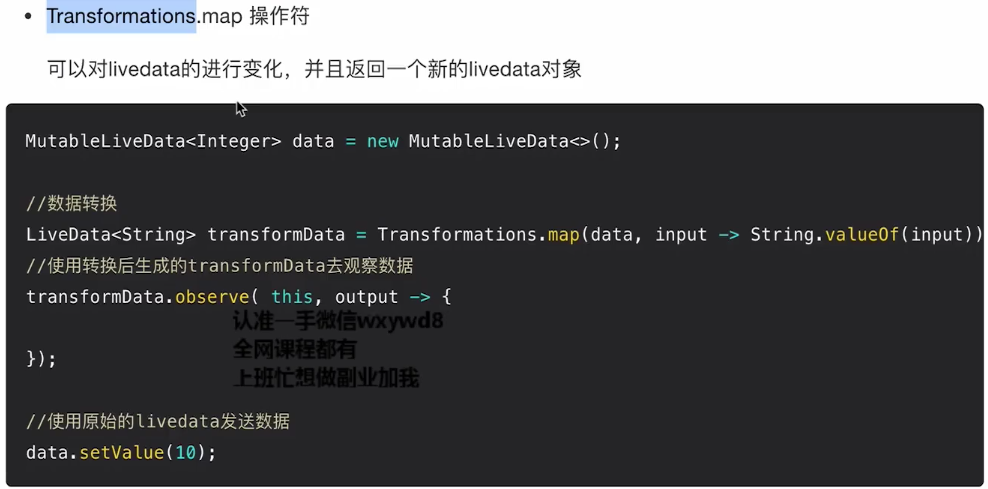 Transformations.map 操作符
可以对livedata的进行变化，并且返回一个新的livedata对象
MutableLiveData<Integer> data = new MutableLiveData<>();
//数据转换
LiveData<String> transformData = Transformations.map(data, input -> String.valueOf(input))
//使用转换后生成的transformData去观察数据
transformData.observe( this, output -> {
认准一手微信wxywd8
全网课程都有
});
上班忙想做副业加我
//使用原始的livedata发送数据
data.setValue(10);